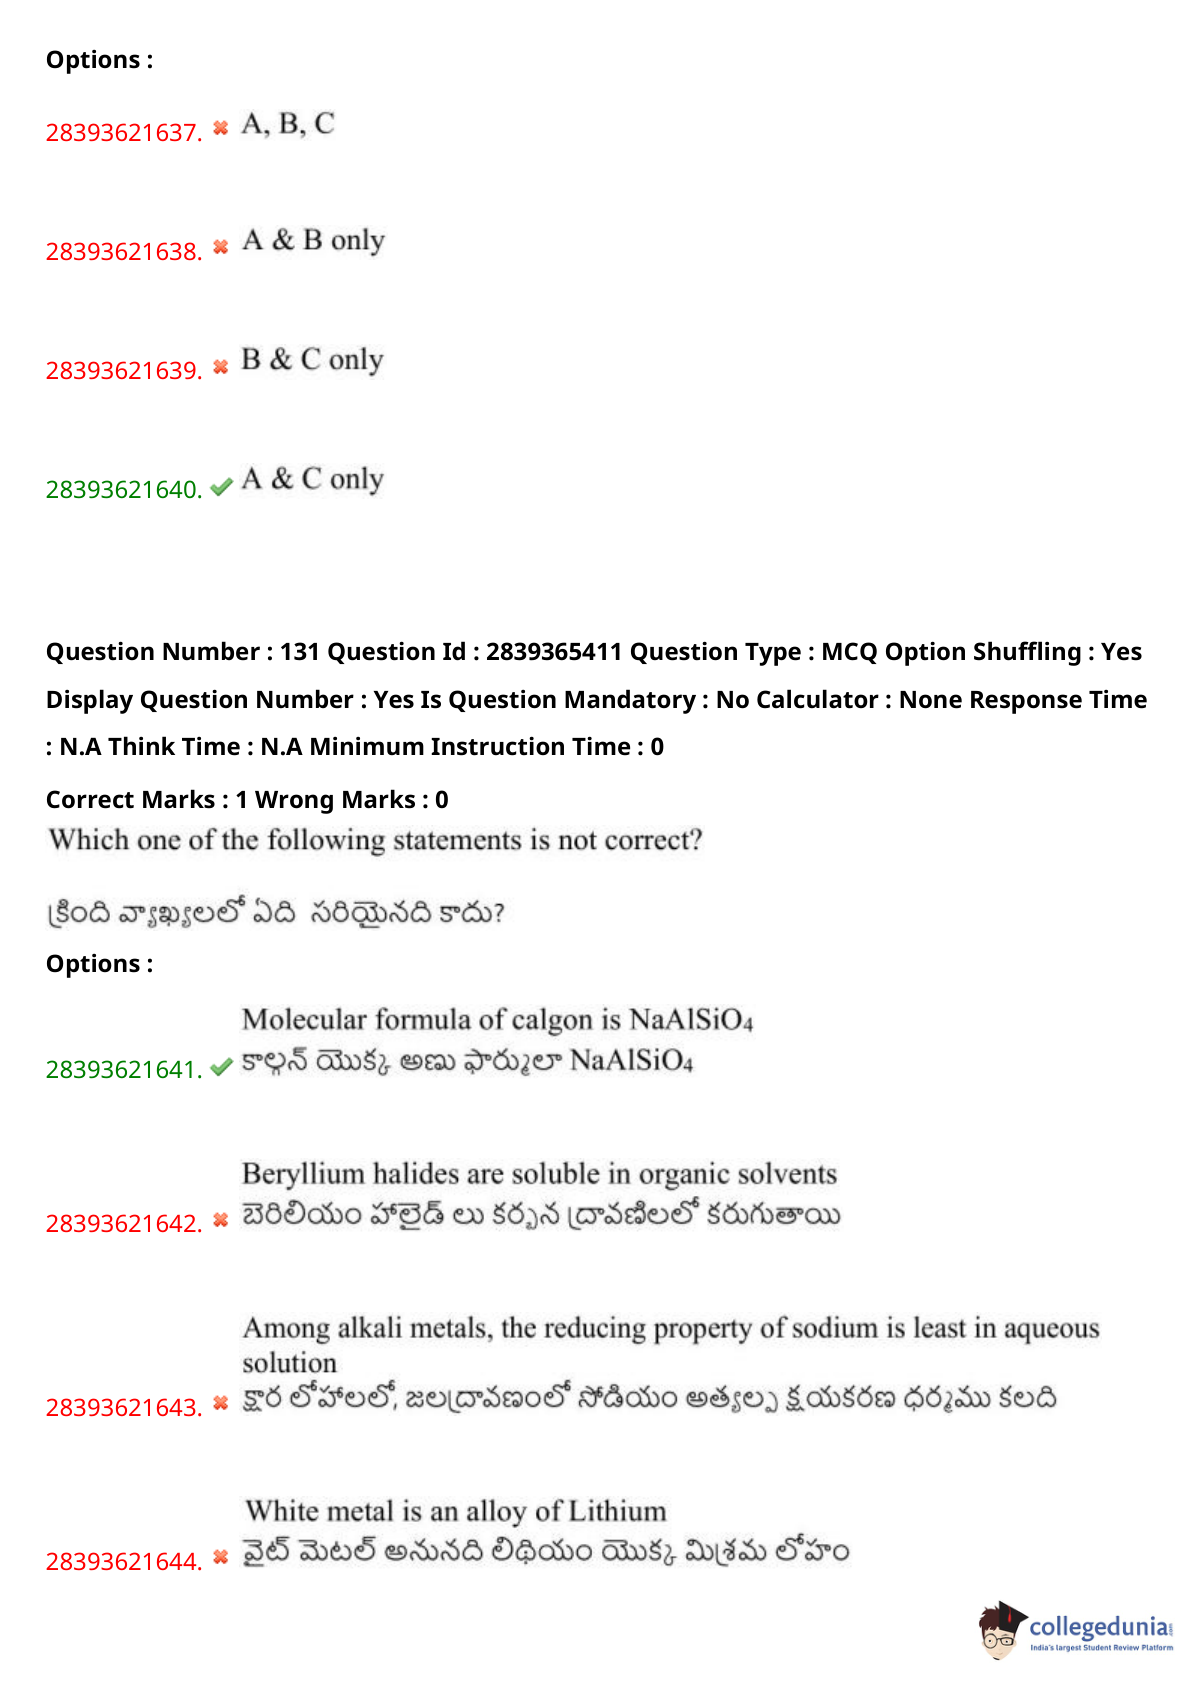 Options :
28393621637. A, B, C
28393621638. A & B only
28393621639. B & C only
28393621640. A & C only
Question Number : 131 Question Id : 2839365411 Question Type : MCQ Option Shuffling : Yes
Display Question Number : Yes Is Question Mandatory : No Calculator : None Response Time
: N.A Think Time : N.A Minimum Instruction Time : 0
Correct Marks : 1 Wrong Marks : 0
Which one of the following statements is not correct?
క్రింది వ్యాఖ్యలలో ఏది సరియైనది కాదు?
Options :
Molecular formula of calgon is NaAlSiO₄
28393621641. కాల్గన్ యొక్క అణు ఫార్ములా NaAlSiO₄
Beryllium halides are soluble in organic solvents
28393621642. బెరిలియం హాలైడ్ లు కర్బన ద్రావణిలలో కరుగుతాయి
Among alkali metals, the reducing property of sodium is least in aqueous
solution
28393621643. క్షార లోహాలలో, జలద్రావణంలో సోడియం అత్యల్ప క్షయకరణ ధర్మము కలది
White metal is an alloy of Lithium
28393621644. వైట్ మెటల్ అనునది లిథియం యొక్క మిశ్రమ లోహం
collegedunia.com
India's largest Student Review Platform